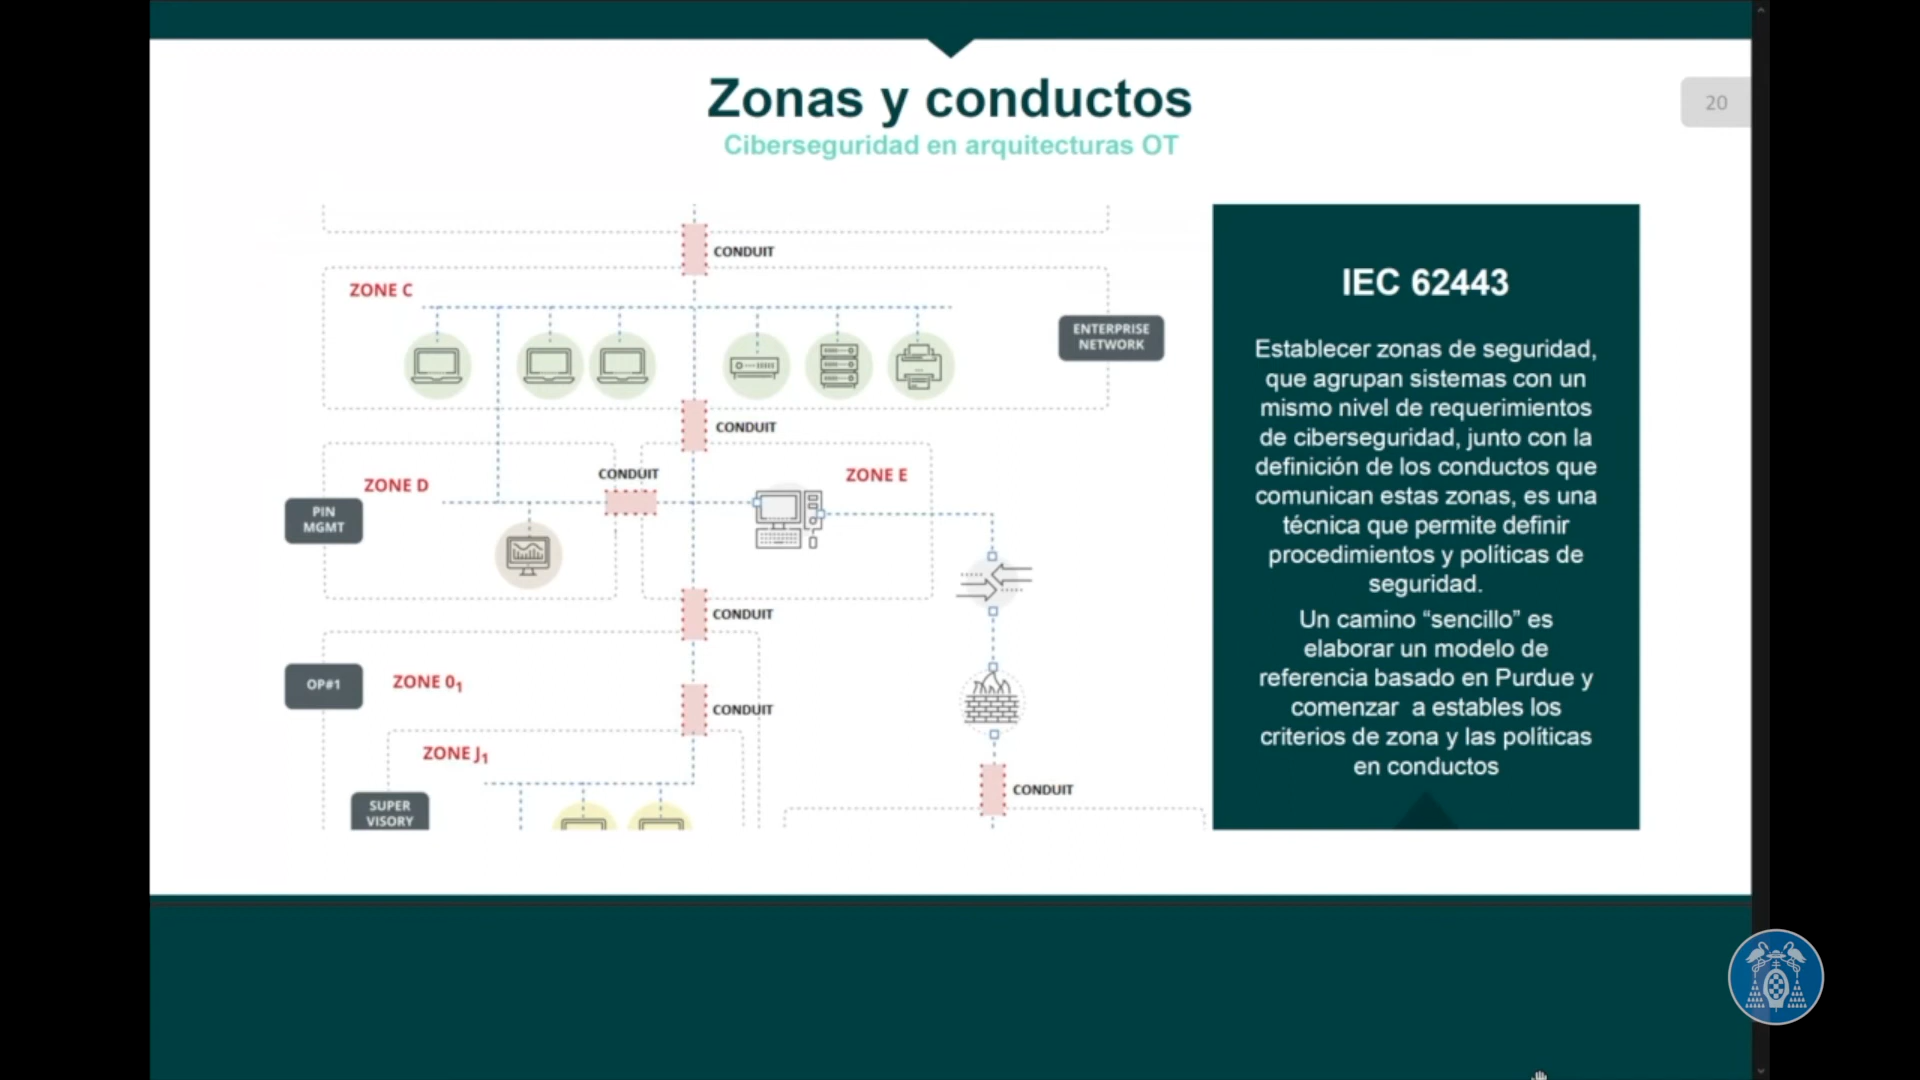 Zonas y conductos
Ciberseguridad en arquitecturas OT
20
CONDUIT
ZONE C
ENTERPRISE
NETWORK
CONDUIT
CONDUIT
ZONE D
ZONE E
PIN
MGMT
CONDUIT
OP#1
ZONE 0₁
CONDUIT
ZONE J₁
SUPER
VISORY
CONDUIT
IEC 62443
Establecer zonas de seguridad,
que agrupan sistemas con un
mismo nivel de requerimientos
de ciberseguridad, junto con la
definición de los conductos que
comunican estas zonas, es una
técnica que permite definir
procedimientos y políticas de
seguridad.
Un camino “sencillo” es
elaborar un modelo de
referencia basado en Purdue y
comenzar a estables los
criterios de zona y las políticas
en conductos